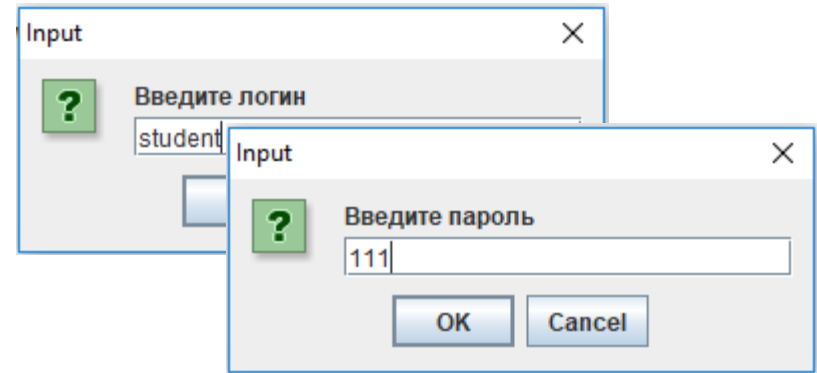 Input
?
Введите логин
student
Input
?
Введите пароль
111
OK Cancel